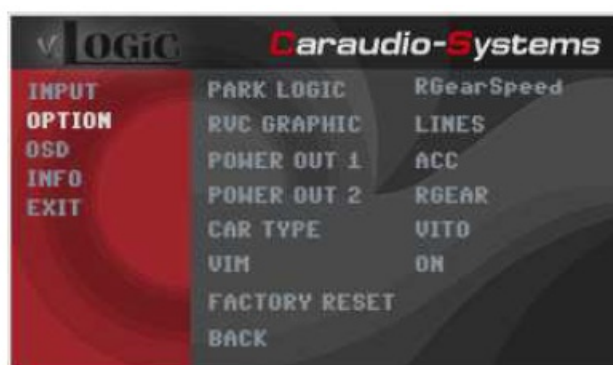 v.LOGiC Caraudio-Systems
INPUT
OPTION
OSD
INFO
EXIT
PARK LOGIC RGearSpeed
RVC GRAPHIC LINES
POWER OUT 1 ACC
POWER OUT 2 RGEAR
CAR TYPE VITO
VIM ON
FACTORY RESET
BACK